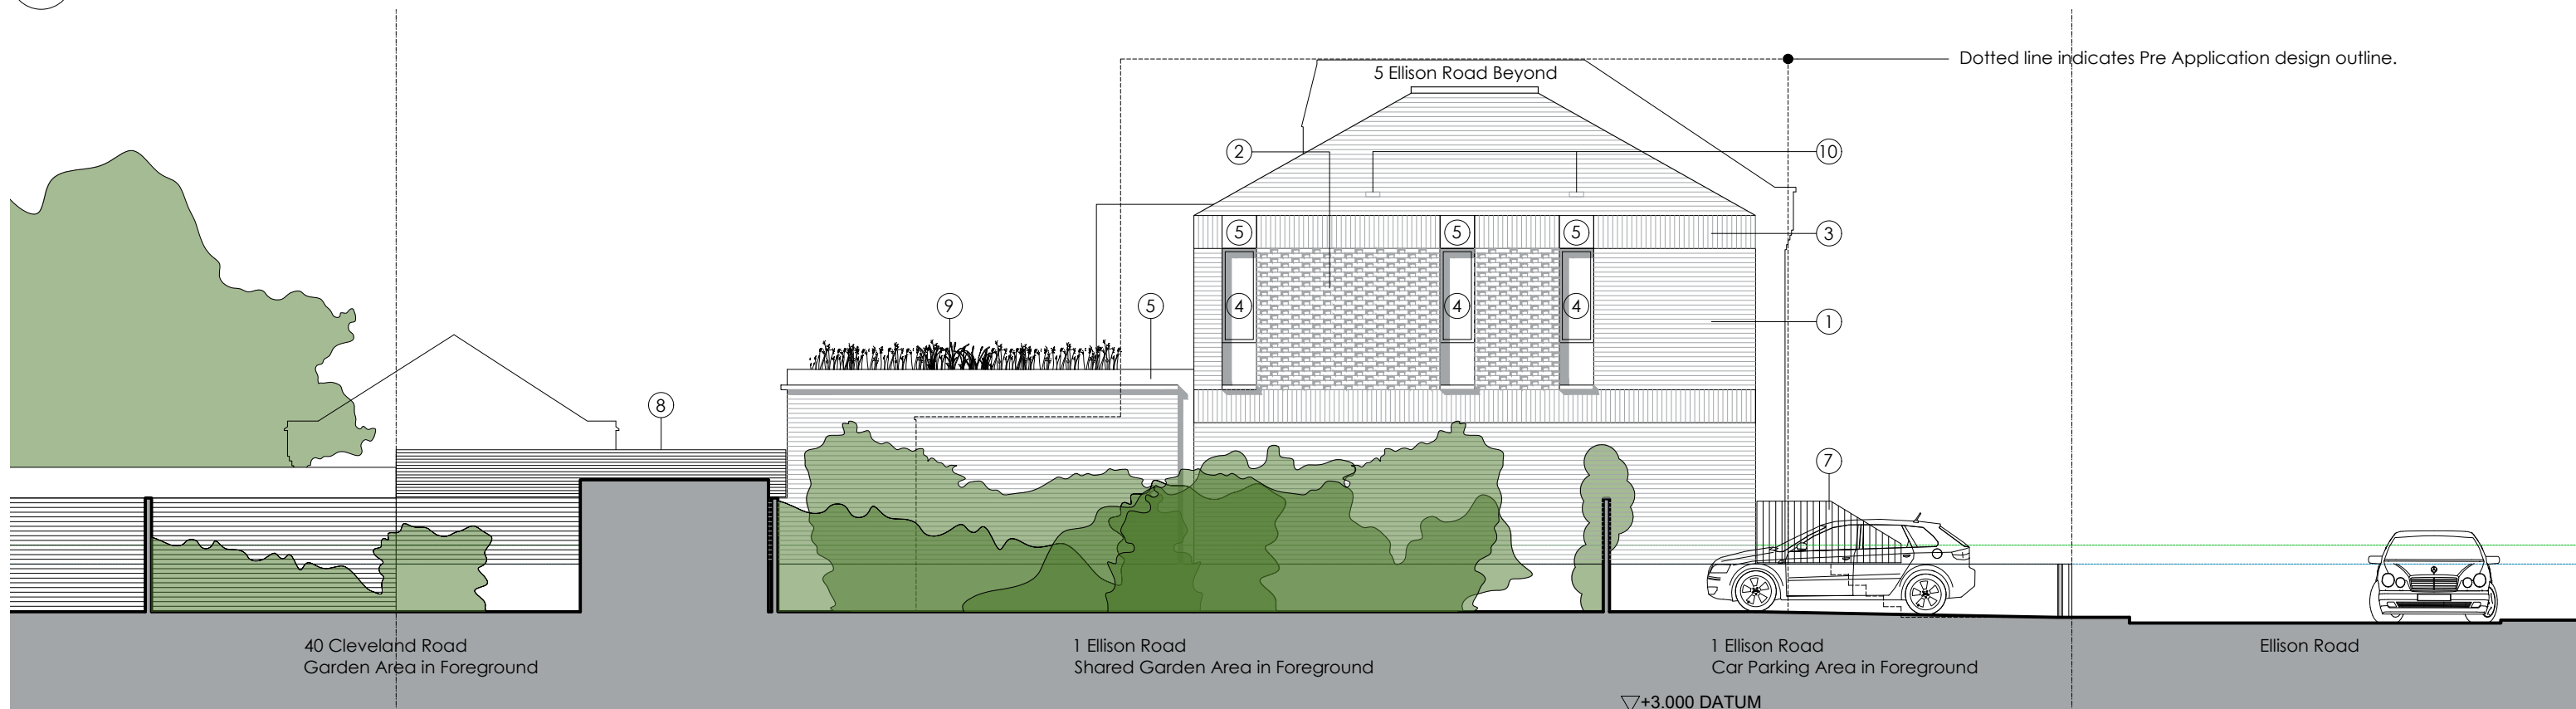 Dotted line indicates Pre Application design outline.
5 Ellison Road Beyond
2
10
5
5
5
3
9
5
4
4
4
1
8
7
40 Cleveland Road
Garden Area in Foreground
1 Ellison Road
Shared Garden Area in Foreground
1 Ellison Road
Car Parking Area in Foreground
Ellison Road
+3.000 DATUM